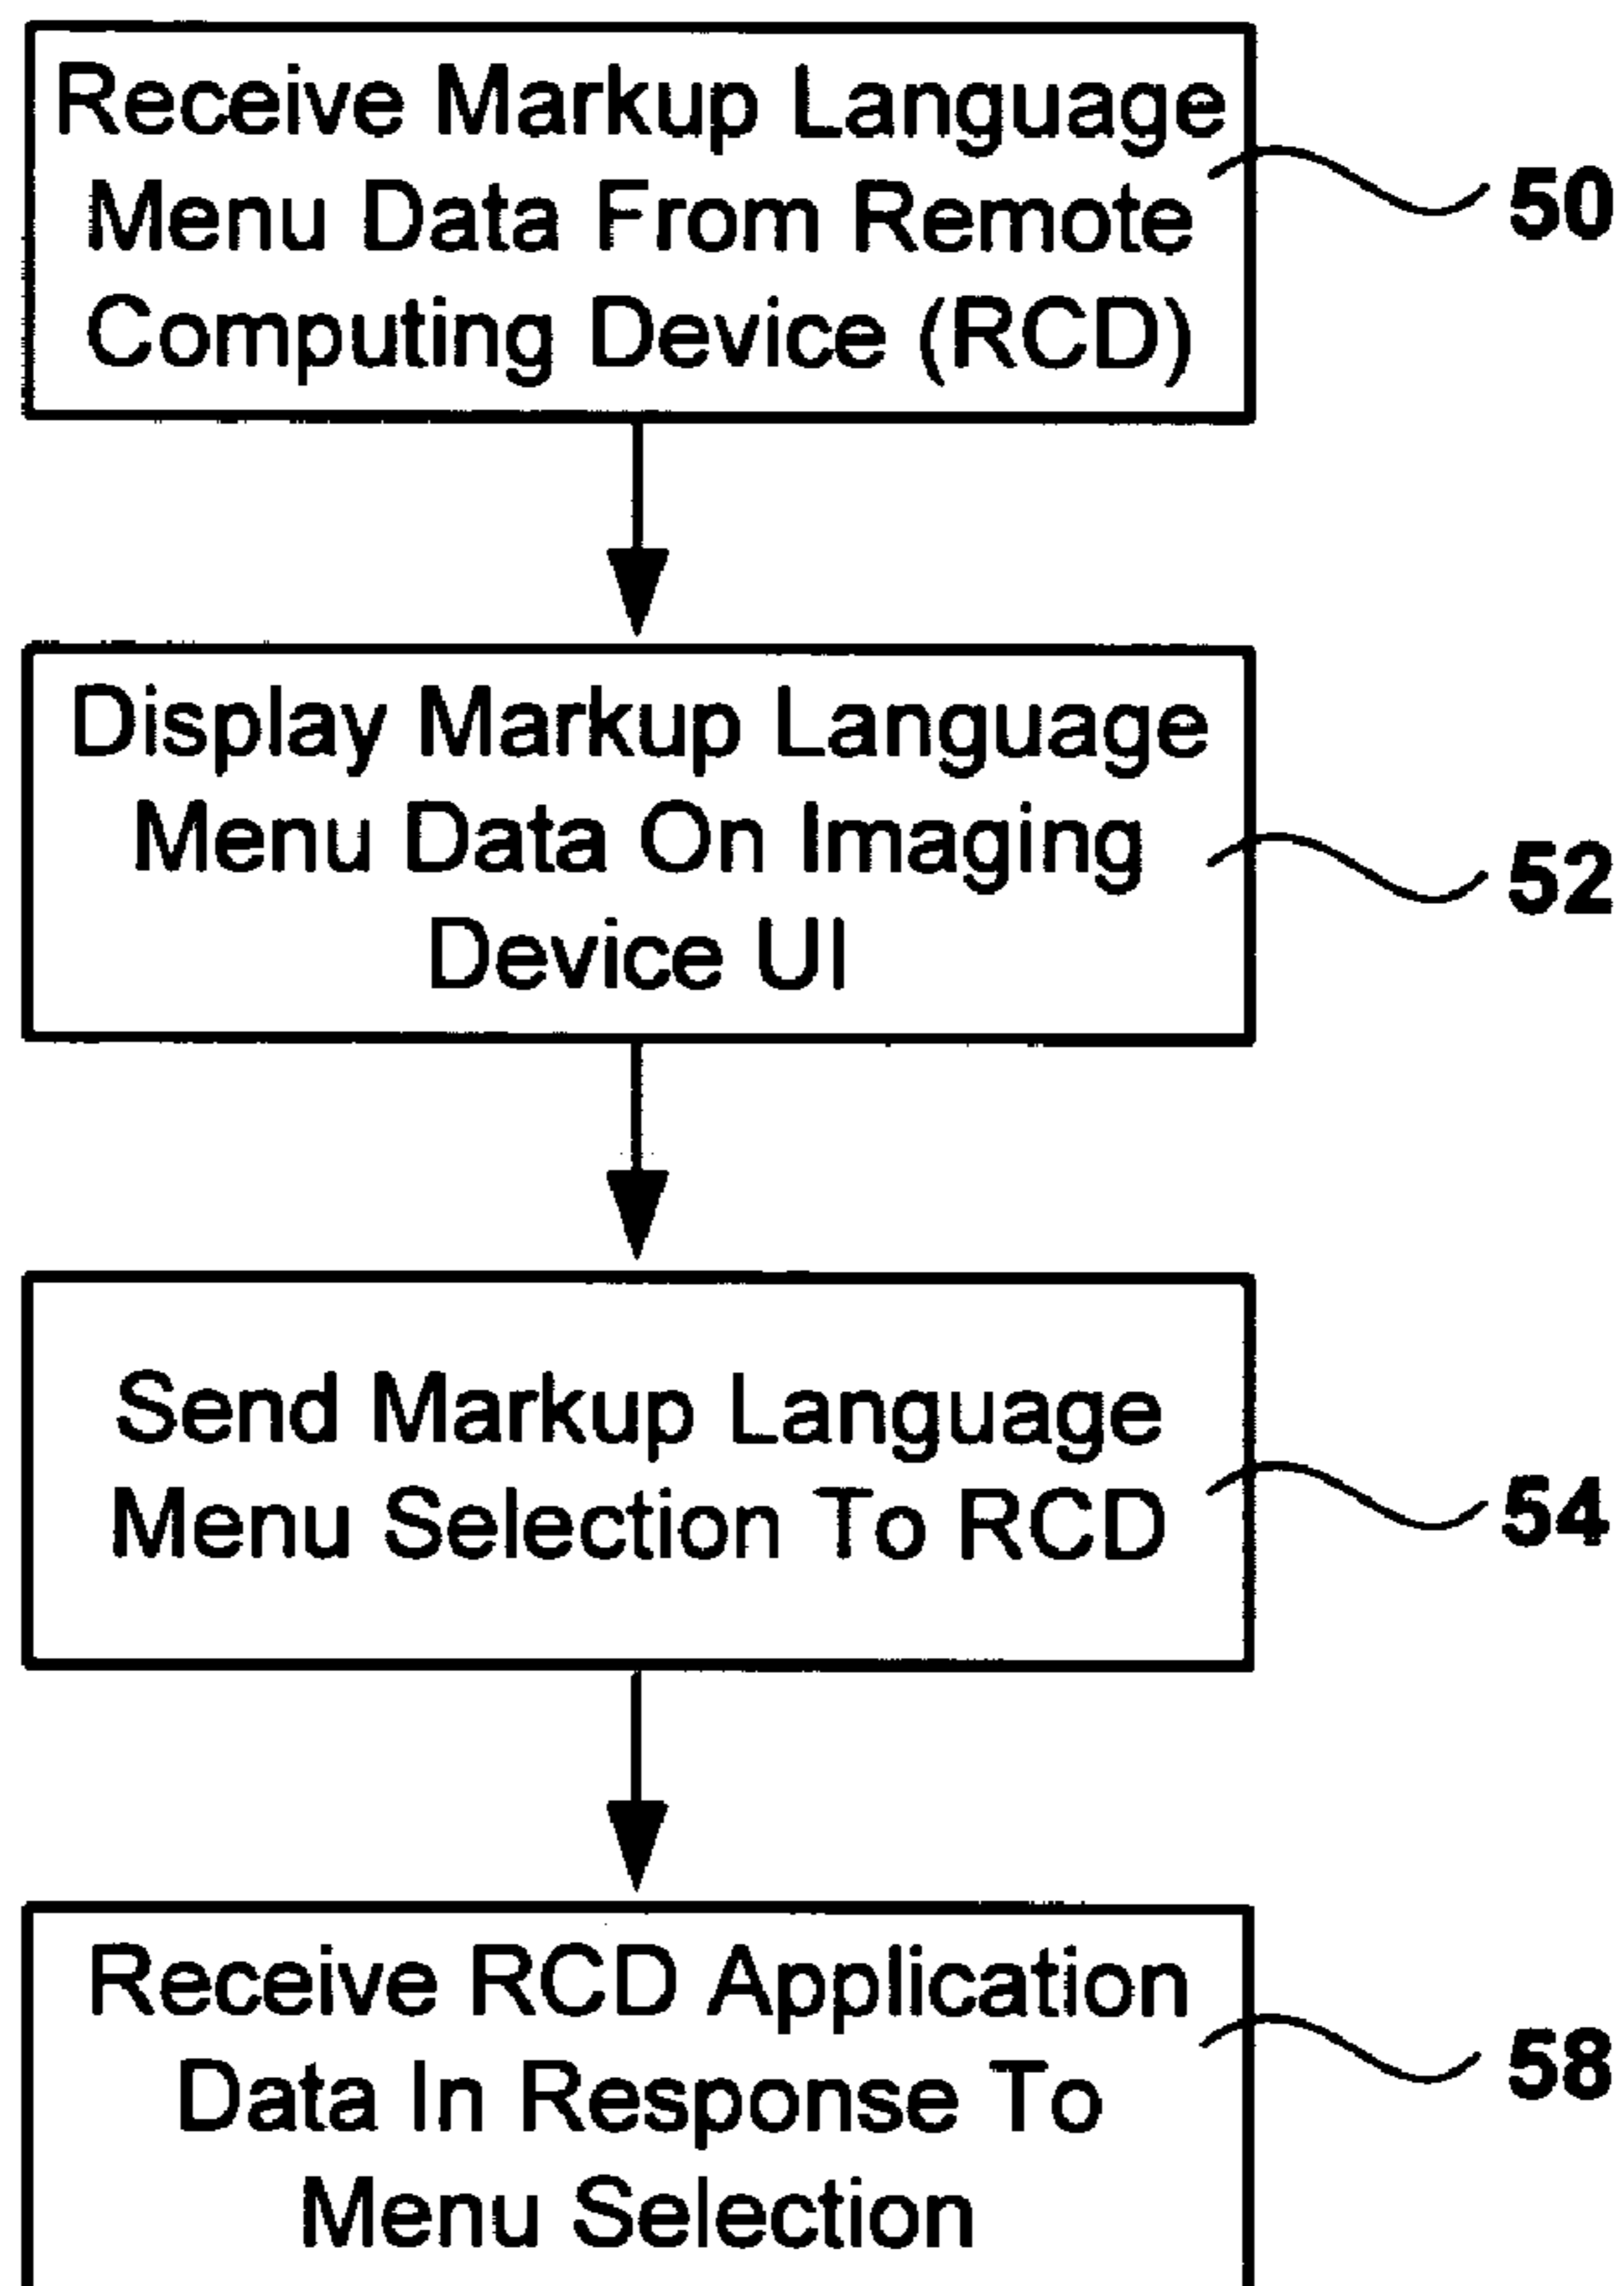 Receive Markup Language
Menu Data From Remote
Computing Device (RCD)
50
Display Markup Language
Menu Data On Imaging
Device UI
52
Send Markup Language
Menu Selection To RCD
54
Receive RCD Application
Data In Response To
Menu Selection
58